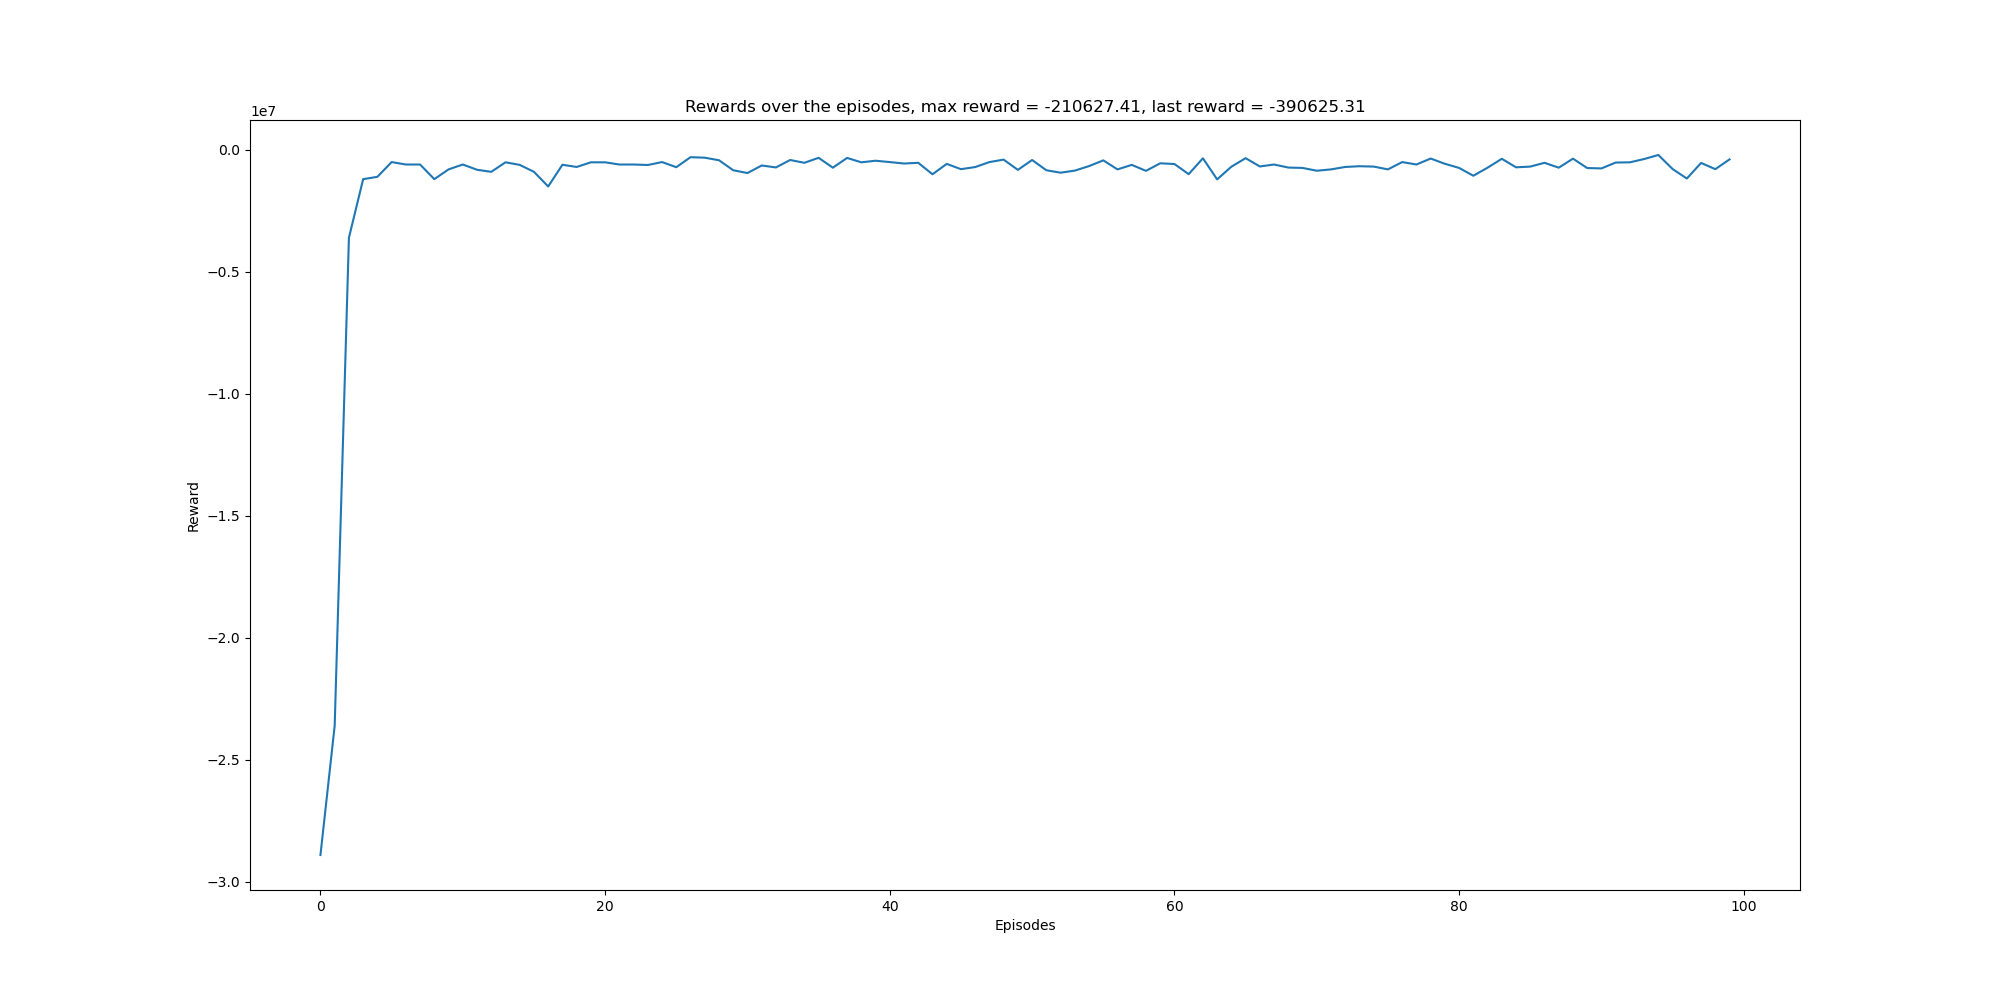 Rewards over the episodes, max reward = -210627.41, last reward = -390625.31
1e7
0.0
−0.5
−1.0
−1.5
−2.0
−2.5
−3.0
Reward
0 20 40 60 80 100
Episodes